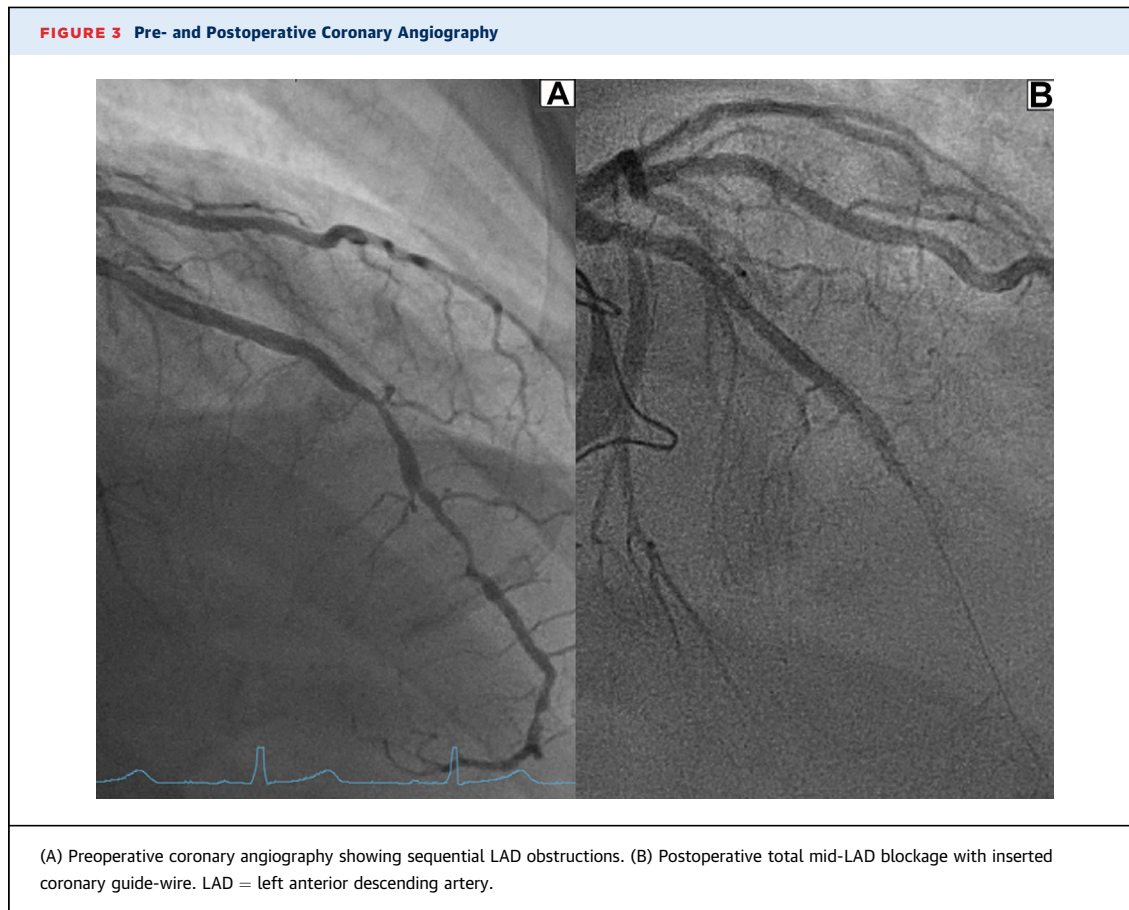 FIGURE 3 Pre- and Postoperative Coronary Angiography
A
B
(A) Preoperative coronary angiography showing sequential LAD obstructions. (B) Postoperative total mid-LAD blockage with inserted
coronary guide-wire. LAD = left anterior descending artery.